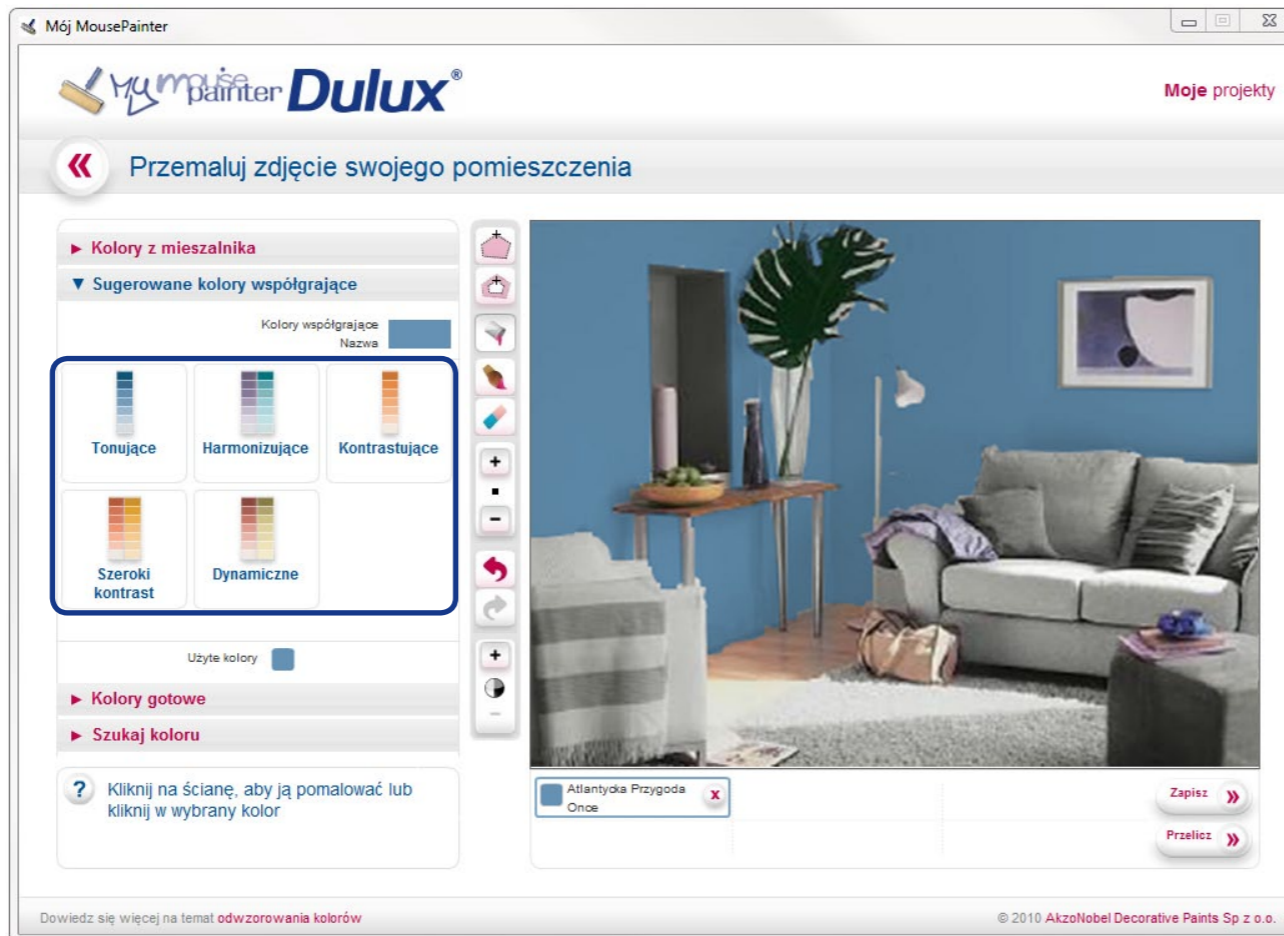 Mój MousePainter
My mouse painter Dulux®
Moje projekty
Przemaluj zdjęcie swojego pomieszczenia
Kolory z mieszalnika
Sugerowane kolory współgrające
Kolory współgrające
Nazwa
Tonujące
Harmonizujące
Kontrastujące
Szeroki
kontrast
Dynamiczne
Użyte kolory
Kolory gotowe
Szukaj koloru
? Kliknij na ścianę, aby ją pomalować lub
kliknij w wybrany kolor
Atlantycka Przygoda
Once
x
Zapisz
Przelicz
Dowiedz się więcej na temat odwzorowania kolorów
© 2010 AkzoNobel Decorative Paints Sp z o.o.